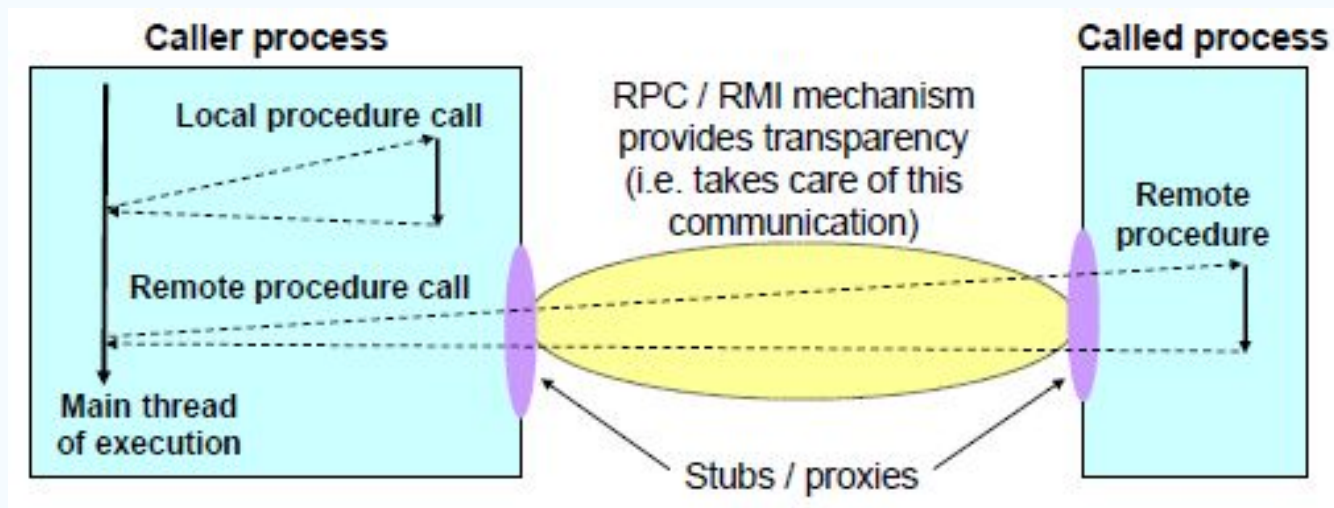 Caller process
Called process
Local procedure call
RPC / RMI mechanism
provides transparency
(i.e. takes care of this
communication)
Remote
procedure
Remote procedure call
Main thread
of execution
Stubs / proxies